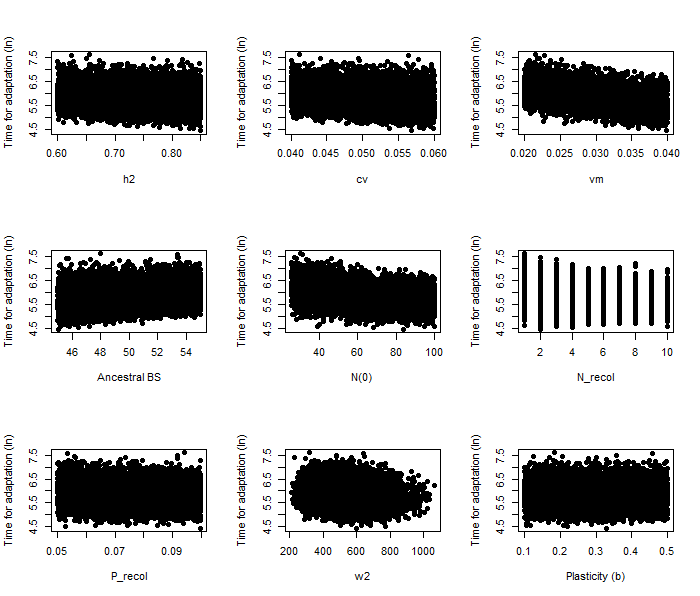 Time for adaptation (ln)
4.5 5.5 6.5 7.5
0.60 0.70 0.80
h2
Time for adaptation (ln)
4.5 5.5 6.5 7.5
0.040 0.045 0.050 0.055 0.060
cv
Time for adaptation (ln)
4.5 5.5 6.5 7.5
0.020 0.025 0.030 0.035 0.040
vm
Time for adaptation (ln)
4.5 5.5 6.5 7.5
46 48 50 52 54
Ancestral BS
Time for adaptation (ln)
4.5 5.5 6.5 7.5
40 60 80 100
N(0)
Time for adaptation (ln)
4.5 5.5 6.5 7.5
2 4 6 8 10
N_recol
Time for adaptation (ln)
4.5 5.5 6.5 7.5
0.05 0.07 0.09
P_recol
Time for adaptation (ln)
4.5 5.5 6.5 7.5
200 400 600 800 1000
w2
Time for adaptation (ln)
4.5 5.5 6.5 7.5
0.1 0.2 0.3 0.4 0.5
Plasticity (b)